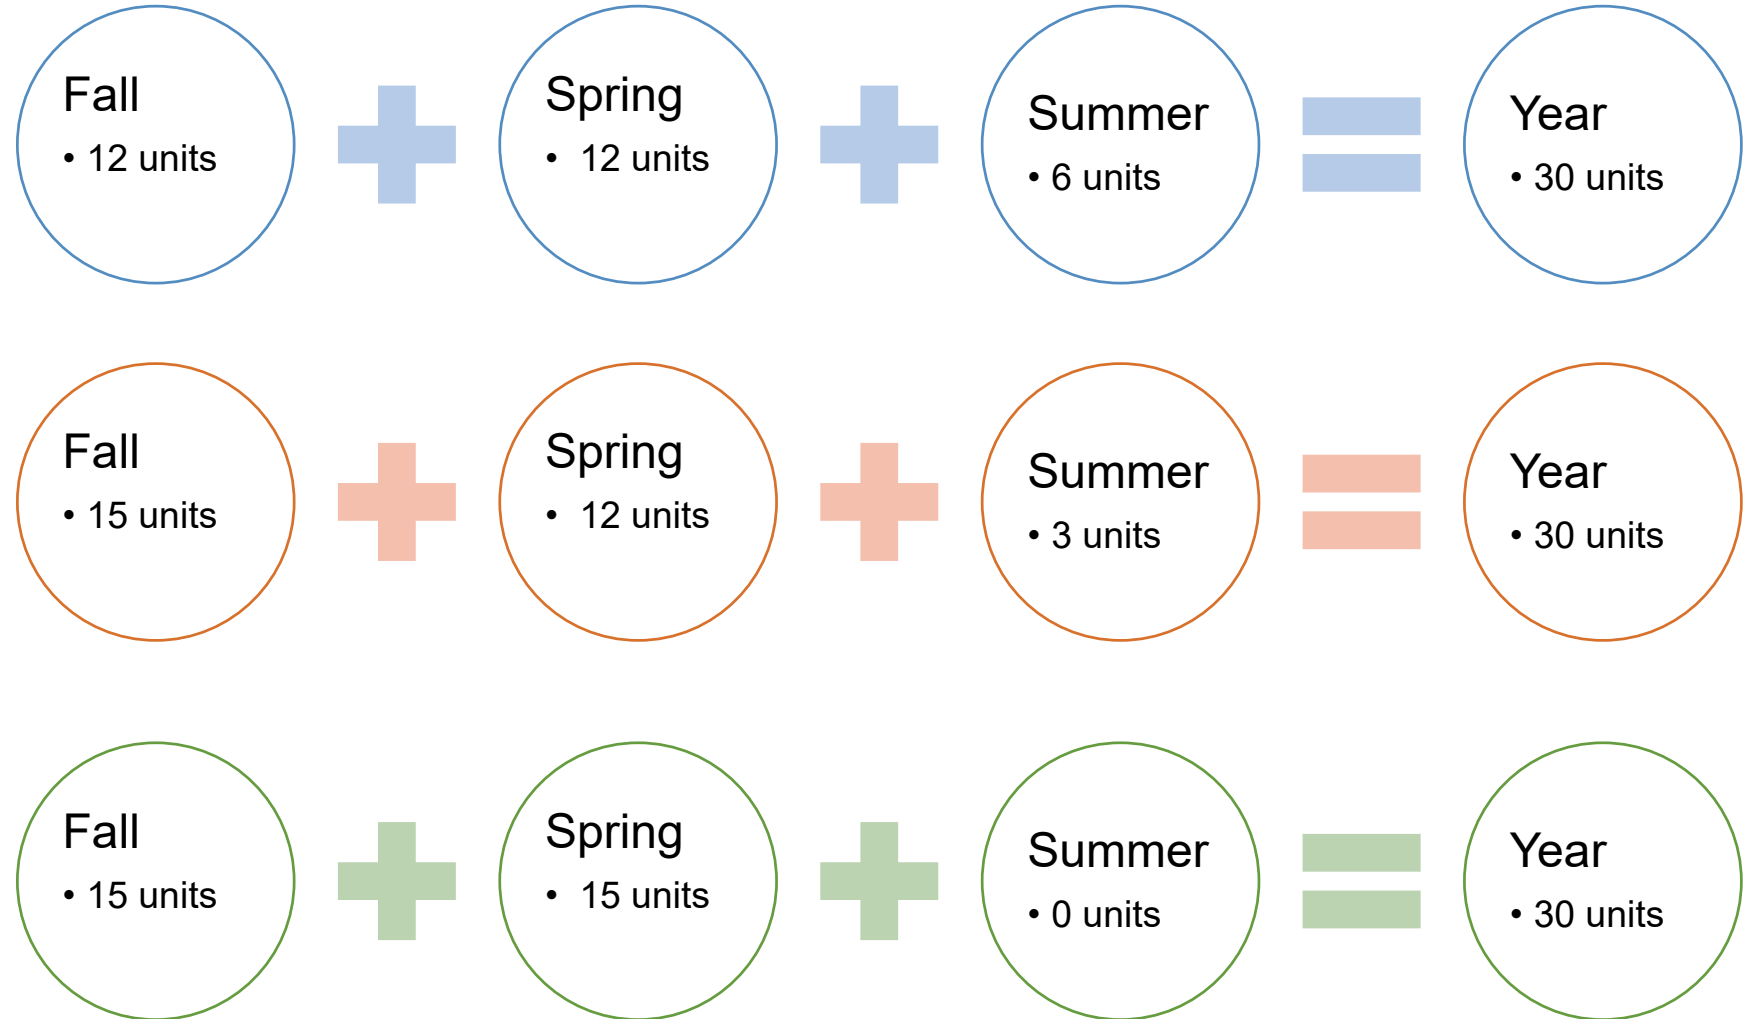 Fall
• 12 units
Spring
• 12 units
Summer
• 6 units
Year
• 30 units
Fall
• 15 units
Spring
• 12 units
Summer
• 3 units
Year
• 30 units
Fall
• 15 units
Spring
• 15 units
Summer
• 0 units
Year
• 30 units